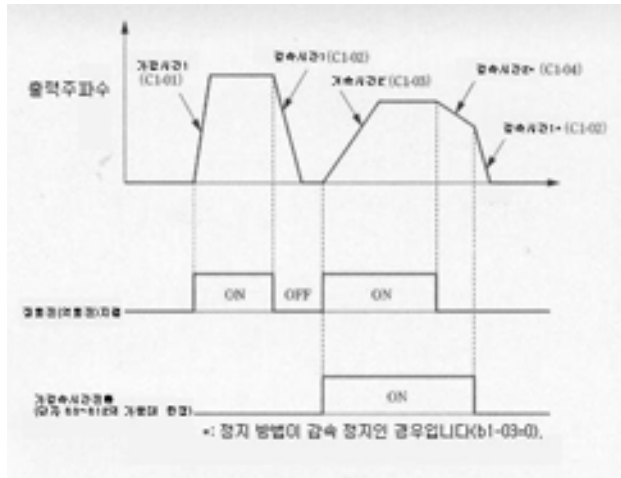 가속시간1
(C1-01)
감속시간1 (C1-02)
가속시간2 (C1-03)
감속시간2* (C1-04)
감속시간1* (C1-02)
출력주파수
ON
OFF
ON
정회전(역회전)지령
가감속시간전환
ON
*: 정지 방법이 감속 정지인 경우입니다(b1-03=0).